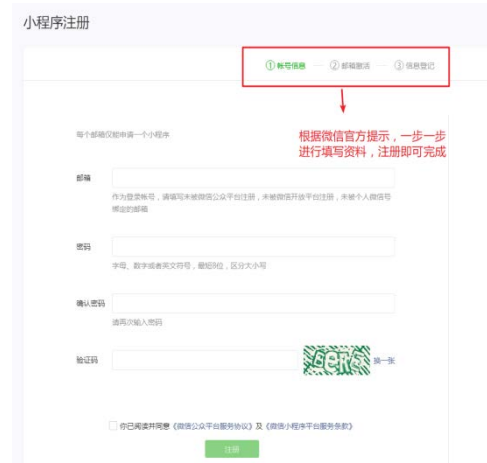 小程序注册
①帐号信息 — ②邮箱激活 — ③信息登记
每个邮箱仅能申请一个小程序
根据微信官方提示，一步一步
进行填写资料，注册即可完成
邮箱
作为登录帐号，请填写未被微信公众平台注册，未被微信开放平台注册，未被个人微信号
绑定的邮箱
密码
字母、数字或者英文符号，最短8位，区分大小写
确认密码
请再次输入密码
验证码 换一张
你已阅读并同意《微信公众平台服务协议》及《微信小程序平台服务条款》
注册